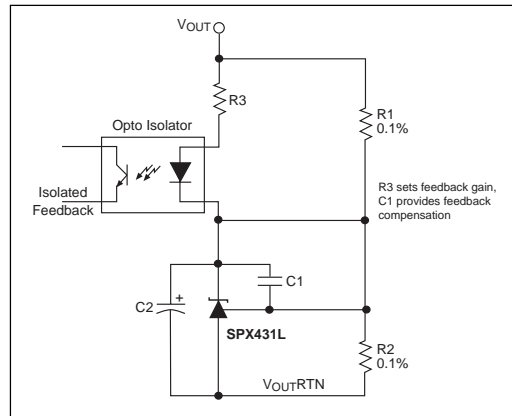 VOUT
R3
R1
0.1%
Opto Isolator
Isolated
Feedback
R3 sets feedback gain,
C1 provides feedback
compensation
C1
C2
+
SPX431L
R2
0.1%
VOUTRTN